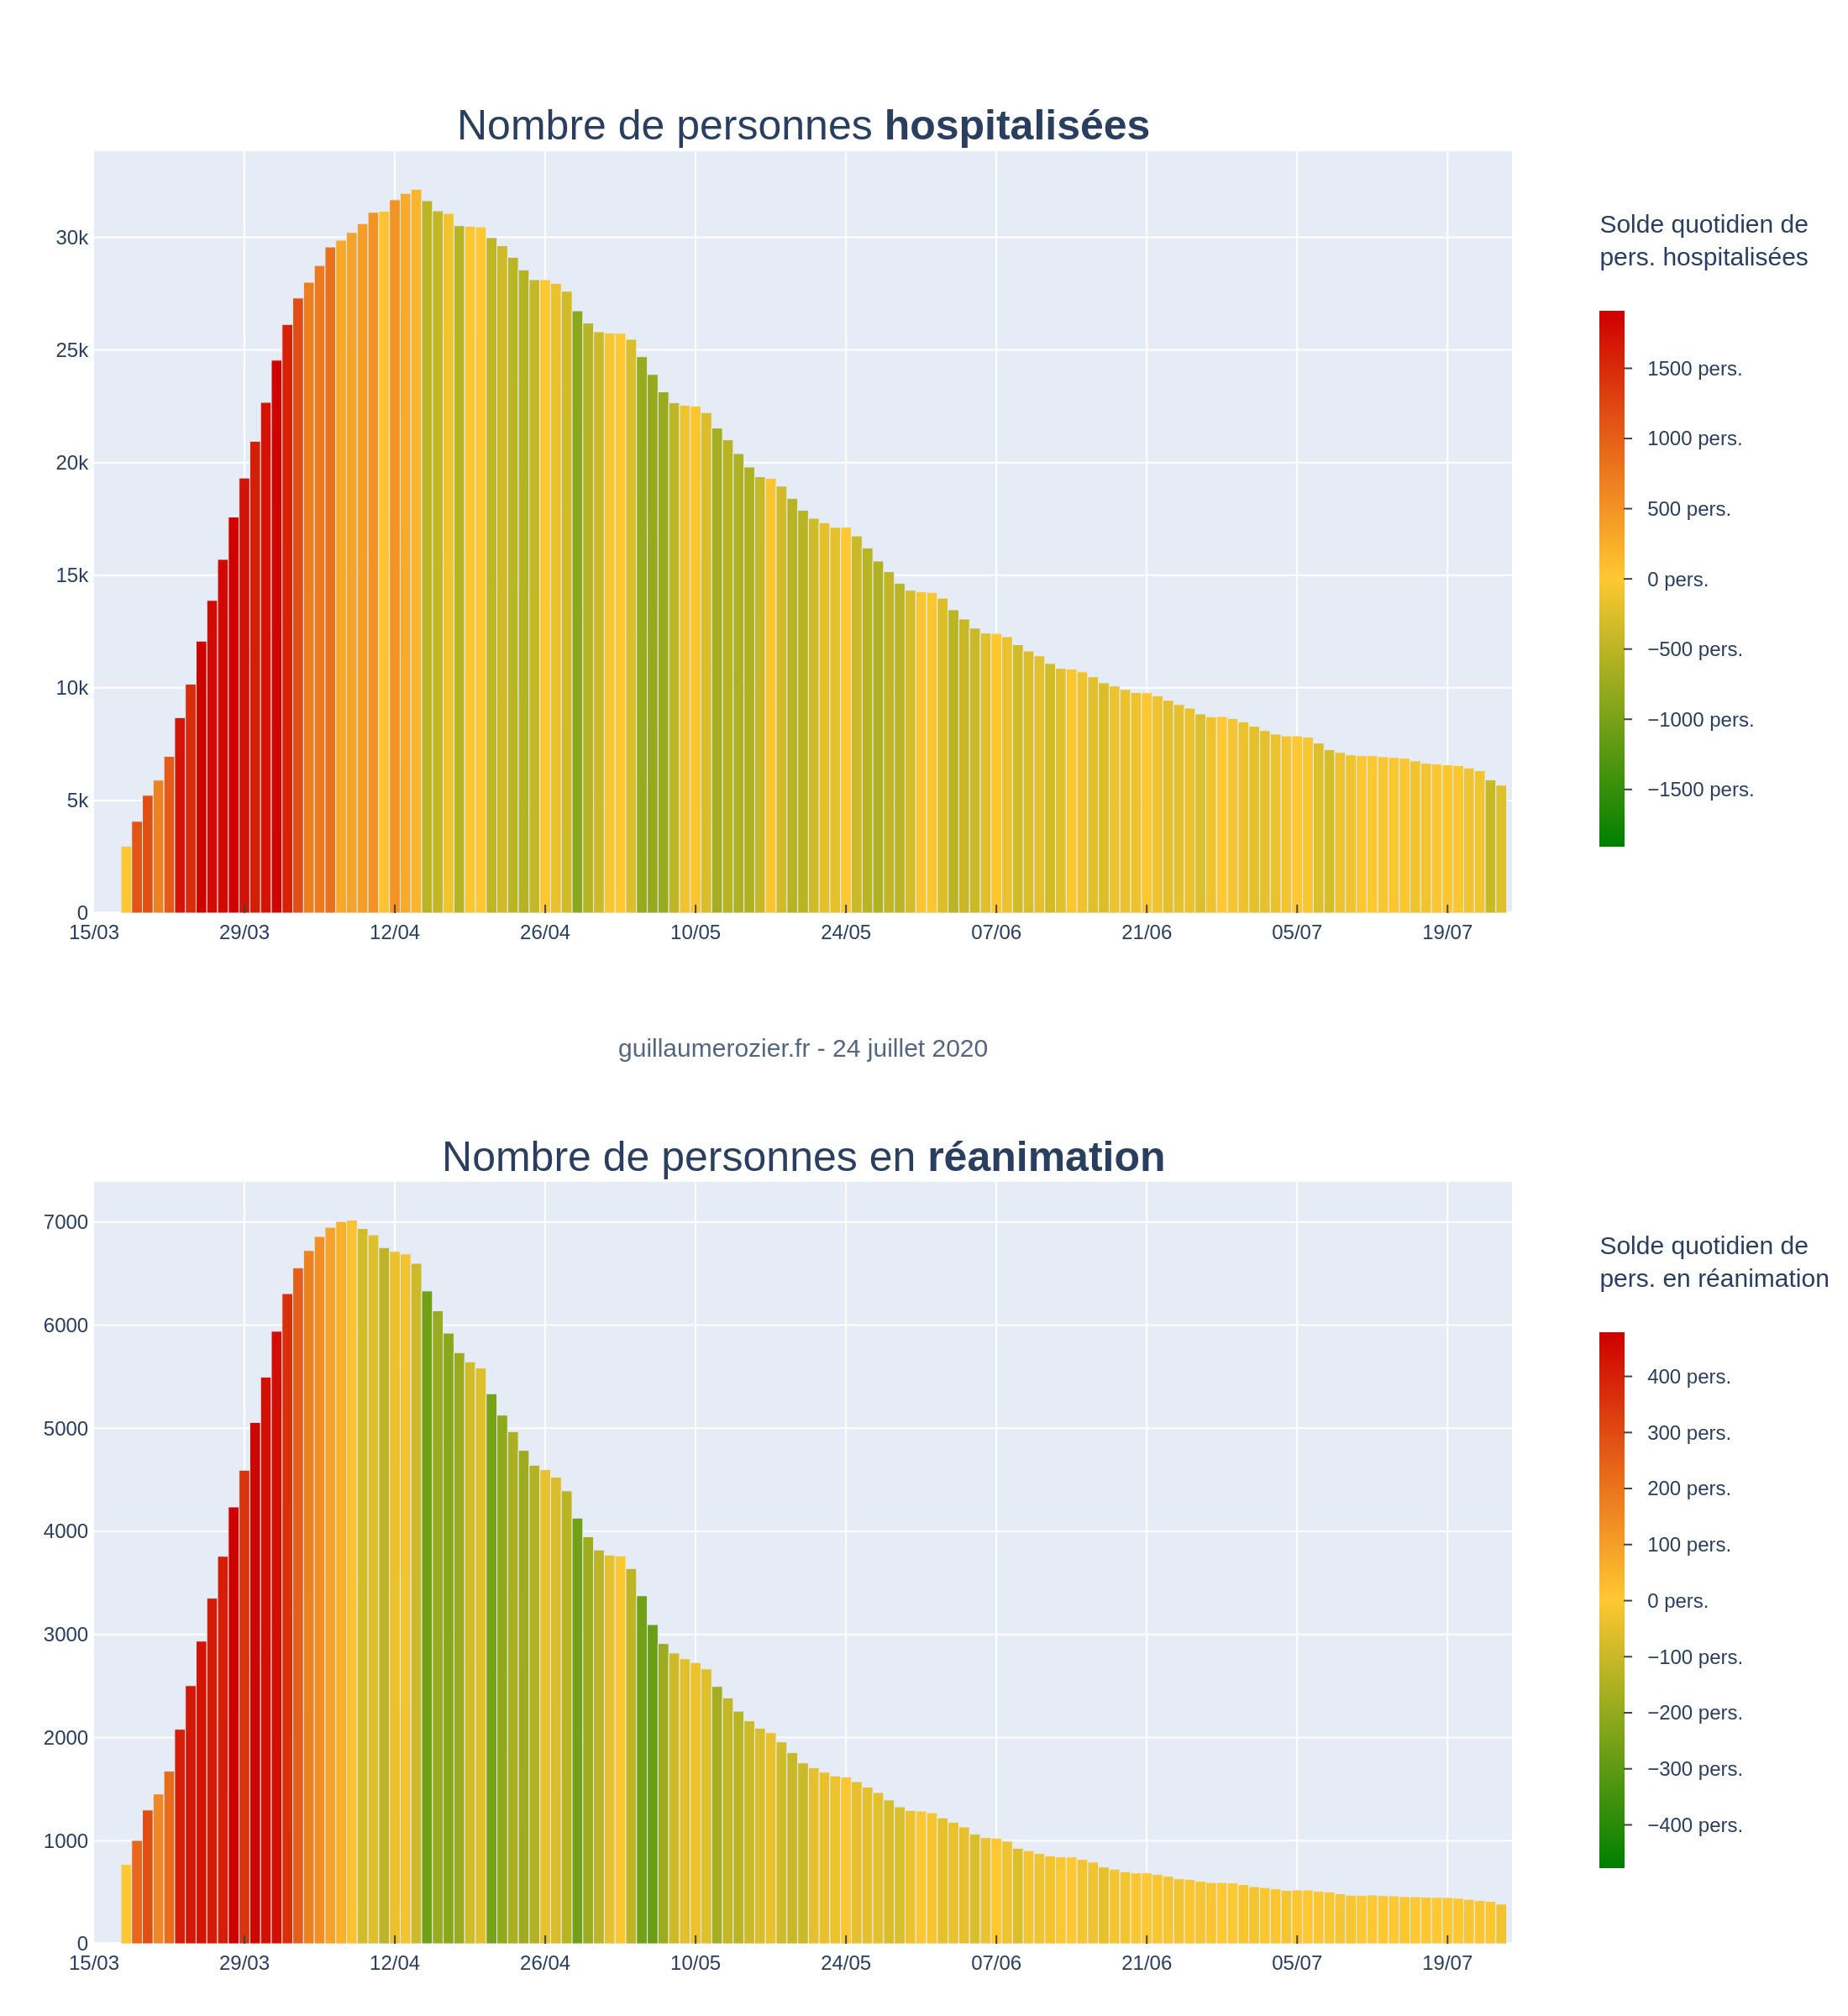 Nombre de personnes hospitalisées
30k
25k
20k
15k
10k
5k
0
15/03 29/03 12/04 26/04 10/05 24/05 07/06 21/06 05/07 19/07
Solde quotidien de
pers. hospitalisées
1500 pers.
1000 pers.
500 pers.
0 pers.
−500 pers.
−1000 pers.
−1500 pers.
guillaumerozier.fr - 24 juillet 2020
Nombre de personnes en réanimation
7000
6000
5000
4000
3000
2000
1000
0
15/03 29/03 12/04 26/04 10/05 24/05 07/06 21/06 05/07 19/07
Solde quotidien de
pers. en réanimation
400 pers.
300 pers.
200 pers.
100 pers.
0 pers.
−100 pers.
−200 pers.
−300 pers.
−400 pers.